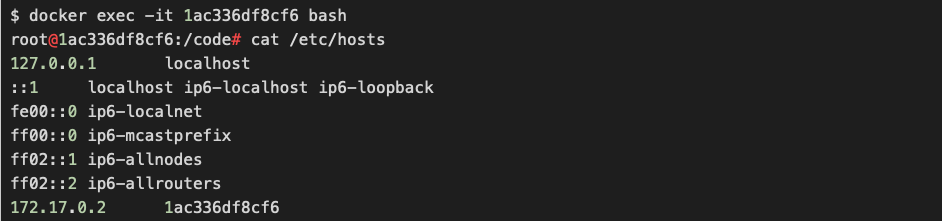 $ docker exec -it 1ac336df8cf6 bash
root@1ac336df8cf6:/code# cat /etc/hosts
127.0.0.1       localhost
::1     localhost ip6-localhost ip6-loopback
fe00::0 ip6-localnet
ff00::0 ip6-mcastprefix
ff02::1 ip6-allnodes
ff02::2 ip6-allrouters
172.17.0.2      1ac336df8cf6